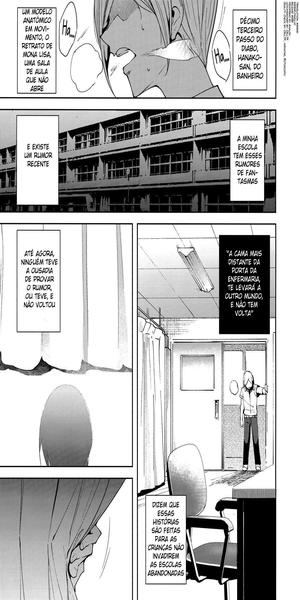 DÉCIMO
TERCEIRO
PASSO DO
DIABO,
HANAKO-
SAN, DO
BANHEIRO
UM MODELO
ANATÔMICO
EM MOVI-
MENTO, O
RETRATO DE
MONA LISA,
UMA SALA
DE AULA
QUE NÃO
ABRE
Ha...
Ha...
A MINHA
ESCOLA
TEM ESSES
RUMORES
DE FAN-
TASMAS
E EXISTE
UM RUMOR
RECENTE
"A CAMA MAIS
DISTANTE DA
PORTA DA
ENFERMARIA,
TE LEVARÁ A
OUTRO MUNDO,
E NÃO TEM
VOLTA"
ATÉ AGORA,
NINGUÉM TEVE
A OUSADIA
DE PROVAR
O RUMOR,
OU TEVE, E
NÃO VOLTOU
DIZEM QUE
ESSAS
HISTÓRIAS
SÃO FEITAS
PARA AS
CRIANÇAS NÃO
INVADIREM
AS ESCOLAS
ABANDONADAS